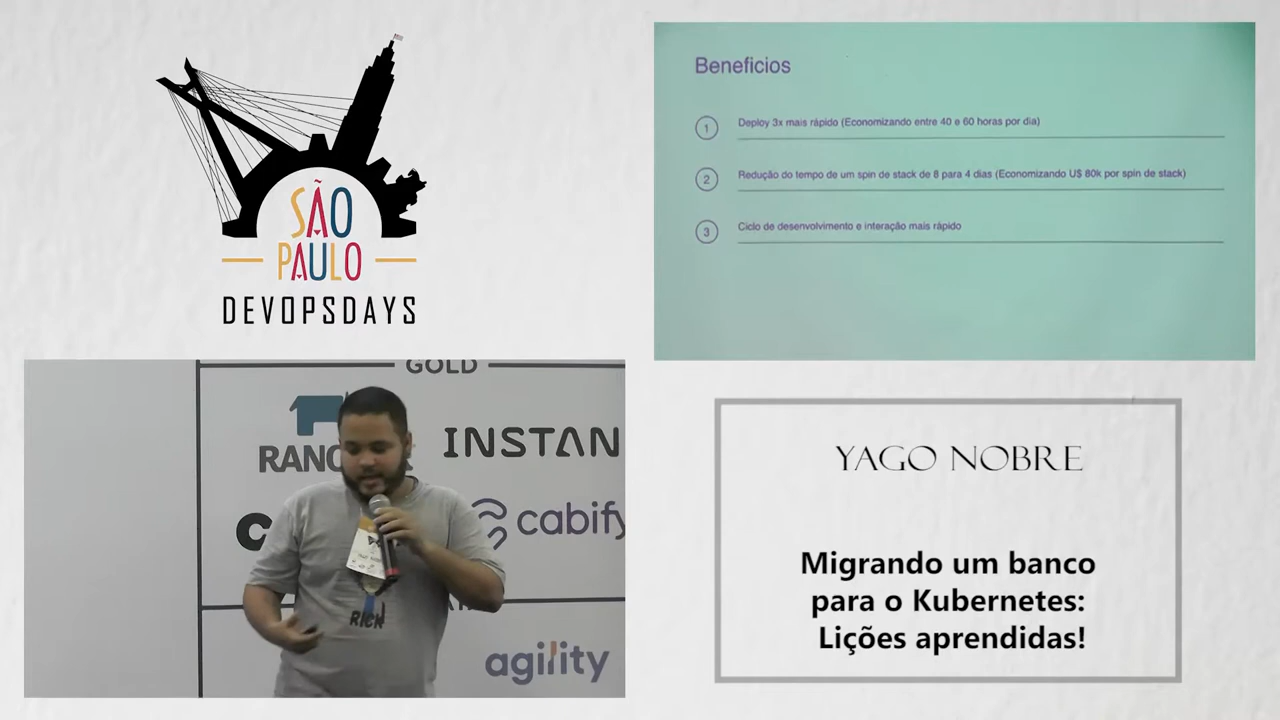 SÃO
PAULO
DEVOPSDAYS
Beneficios
1 Deploy 3x mais rápido (Economizando entre 40 e 60 horas por dia)
2 Redução do tempo de um spin de stack de 8 para 4 dias (Economizando U$ 80k por spin de stack)
3 Ciclo de desenvolvimento e interação mais rápido
GOLD
INSTAN
cabify
RICK
agility
YAGO NOBRE
Migrando um banco
para o Kubernetes:
Lições aprendidas!